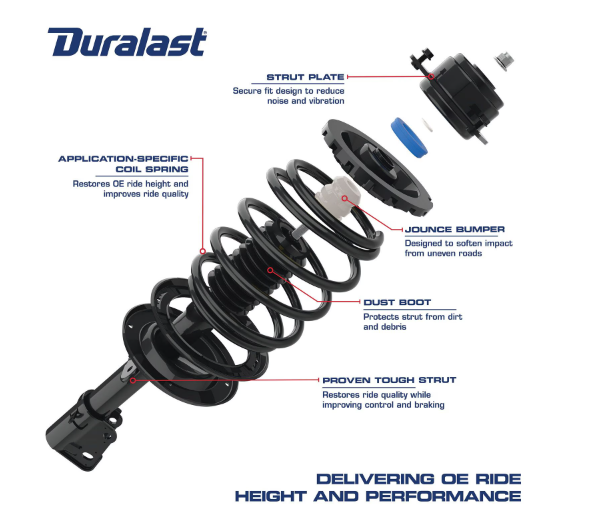 Duralast
STRUT PLATE
Secure fit design to reduce
noise and vibration
APPLICATION-SPECIFIC
COIL SPRING
Restores OE ride height and
improves ride quality
JOUNCE BUMPER
Designed to soften impact
from uneven roads
DUST BOOT
Protects strut from dirt
and debris
PROVEN TOUGH STRUT
Restores ride quality while
improving control and braking
DELIVERING OE RIDE
HEIGHT AND PERFORMANCE